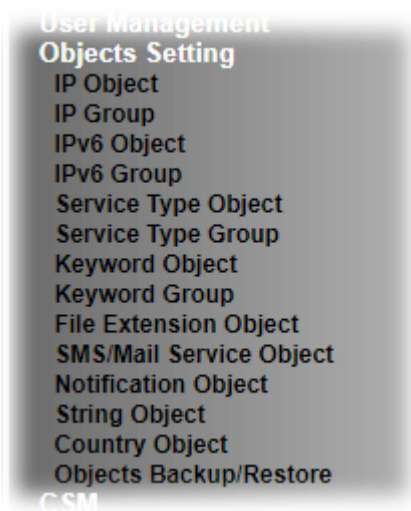 User Management
Objects Setting
IP Object
IP Group
IPv6 Object
IPv6 Group
Service Type Object
Service Type Group
Keyword Object
Keyword Group
File Extension Object
SMS/Mail Service Object
Notification Object
String Object
Country Object
Objects Backup/Restore
CSM